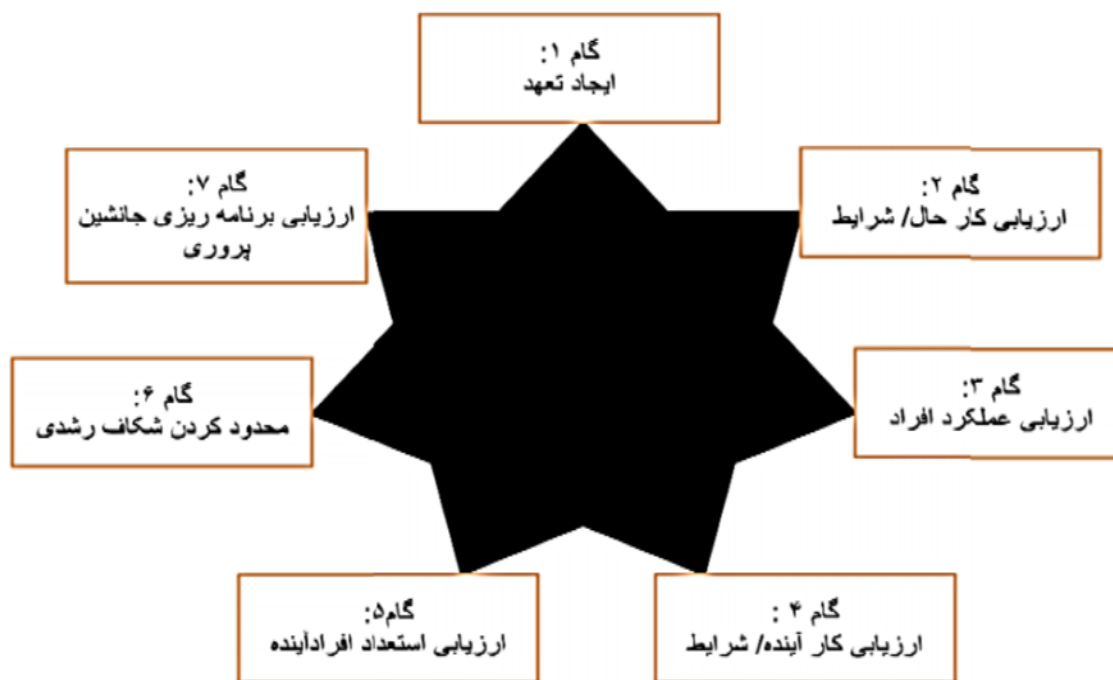 گام ۱:
ایجاد تعهد
گام ۲:
ارزیابی کار حال/ شرایط
گام ۳:
ارزیابی عملکرد افراد
گام ۴ :
ارزیابی کار آینده/ شرایط
گام۵:
ارزیابی استعداد افرادآینده
گام ۶:
محدود کردن شکاف رشدی
گام ۷:
ارزیابی برنامه ریزی جانشین
پروری